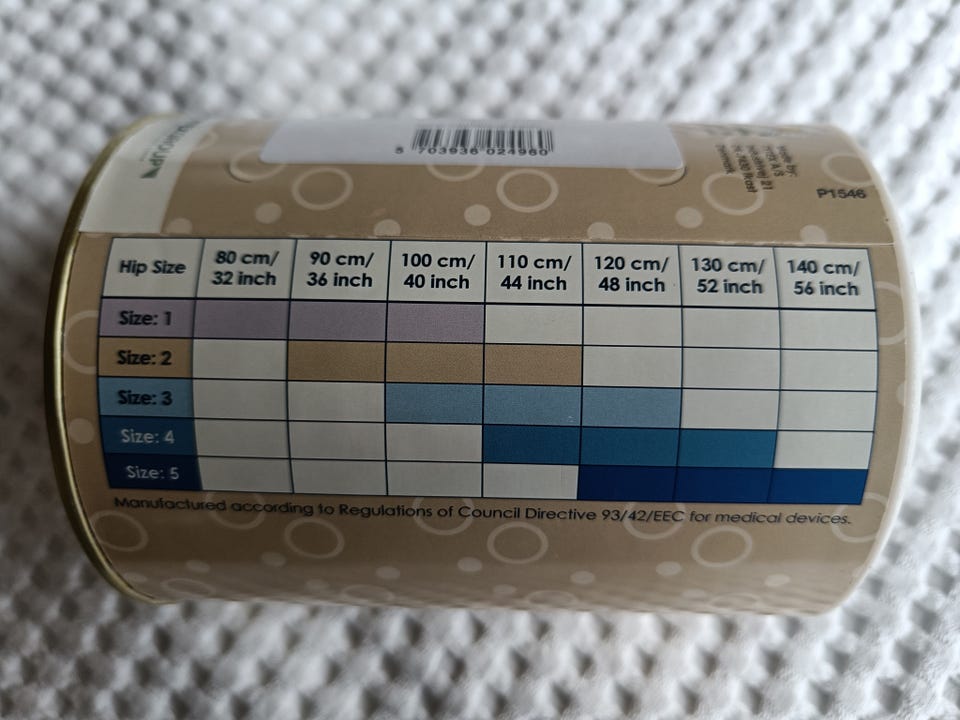 5 703936 024960
P1546
Hip Size
80 cm/
32 inch
90 cm/
36 inch
100 cm/
40 inch
110 cm/
44 inch
120 cm/
48 inch
130 cm/
52 inch
140 cm/
56 inch
Size: 1
Size: 2
Size: 3
Size: 4
Size: 5
Manufactured according to Regulations of Council Directive 93/42/EEC for medical devices.